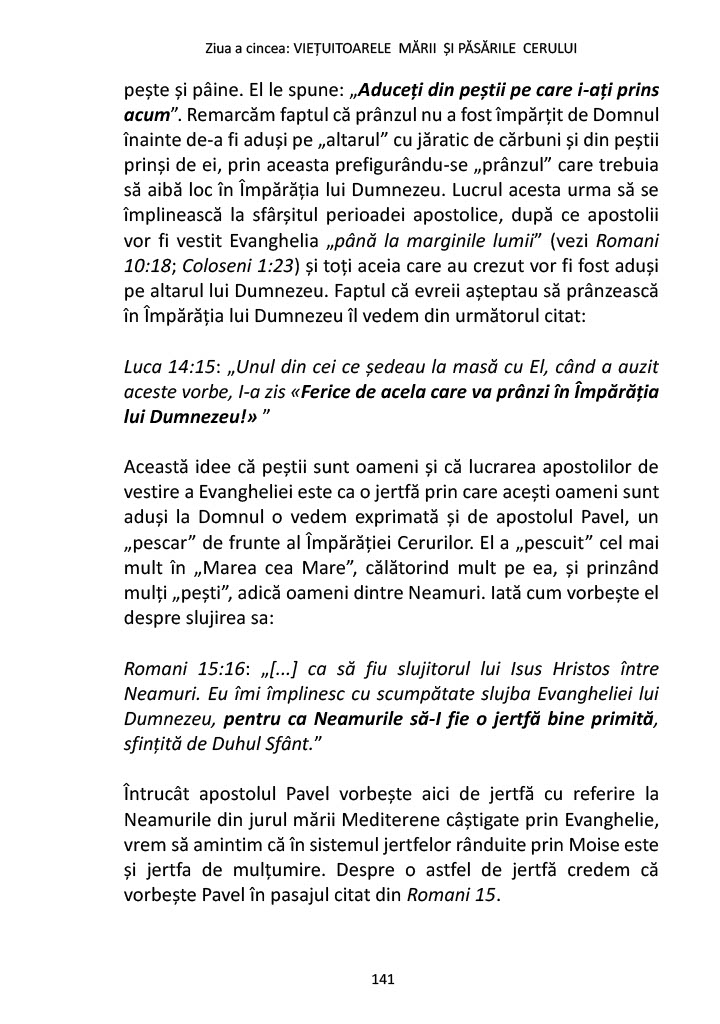 Ziua a cincea: VIEȚUITOARELE MĂRII ȘI PĂSĂRILE CERULUI
pește și pâine. El le spune: „Aduceți din peștii pe care i-ați prins
acum”. Remarcăm faptul că prânzul nu a fost împărțit de Domnul
înainte de-a fi aduși pe „altarul” cu jăratic de cărbuni și din peștii
prinși de ei, prin aceasta prefigurându-se „prânzul” care trebuia
să aibă loc în Împărăția lui Dumnezeu. Lucrul acesta urma să se
împlinească la sfârșitul perioadei apostolice, după ce apostolii
vor fi vestit Evanghelia „până la marginile lumii” (vezi Romani
10:18; Coloseni 1:23) și toți aceia care au crezut vor fi fost aduși
pe altarul lui Dumnezeu. Faptul că evreii așteptau să prânzească
în Împărăția lui Dumnezeu îl vedem din următorul citat:
Luca 14:15: „Unul din cei ce ședeau la masă cu El, când a auzit
aceste vorbe, I-a zis «Ferice de acela care va prânzi în Împărăția
lui Dumnezeu!» ”
Această idee că peștii sunt oameni și că lucrarea apostolilor de
vestire a Evangheliei este ca o jertfă prin care acești oameni sunt
aduși la Domnul o vedem exprimată și de apostolul Pavel, un
„pescar” de frunte al Împărăției Cerurilor. El a „pescuit” cel mai
mult în „Marea cea Mare”, călătorind mult pe ea, și prinzând
mulți „pești”, adică oameni dintre Neamuri. Iată cum vorbește el
despre slujirea sa:
Romani 15:16: „[...] ca să fiu slujitorul lui Isus Hristos între
Neamuri. Eu îmi împlinesc cu scumpătate slujba Evangheliei lui
Dumnezeu, pentru ca Neamurile să-I fie o jertfă bine primită,
sfințită de Duhul Sfânt.”
Întrucât apostolul Pavel vorbește aici de jertfă cu referire la
Neamurile din jurul mării Mediterene câștigate prin Evanghelie,
vrem să amintim că în sistemul jertfelor rânduite prin Moise este
și jertfa de mulțumire. Despre o astfel de jertfă credem că
vorbește Pavel în pasajul citat din Romani 15.
141